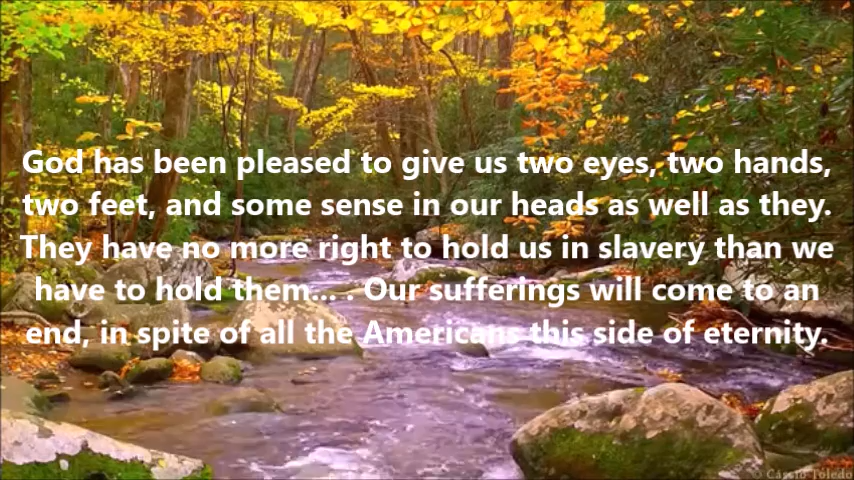 God has been pleased to give us two eyes, two hands,
two feet, and some sense in our heads as well as they.
They have no more right to hold us in slavery than we
have to hold them... . Our sufferings will come to an
end, in spite of all the Americans this side of eternity.
© Cassio Toledo